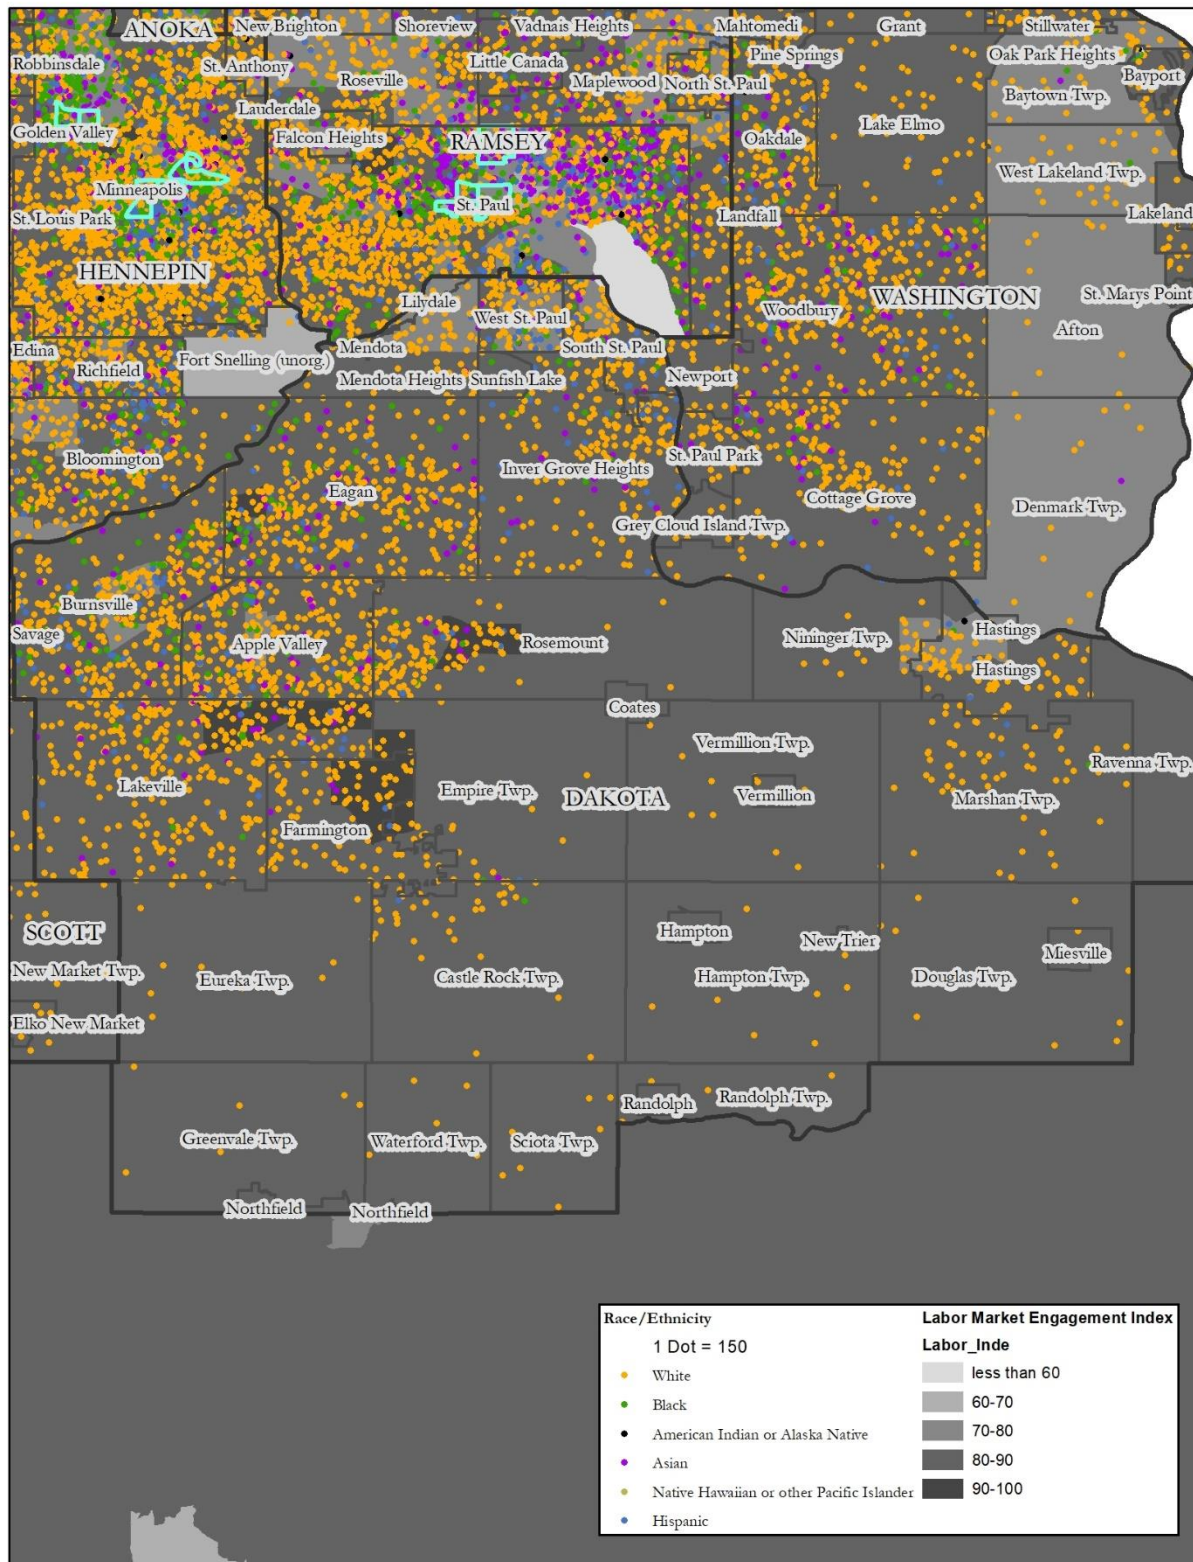 ANOKA
New Brighton
Shoreview
Vadnais Heights
Mahtomedi
Grant
Stillwater
Robbinsdale
St. Anthony
Roseville
Little Canada
Maplewood
North St. Paul
Pine Springs
Oak Park Heights
Bayport
Baytown Twp.
Lauderdale
Golden Valley
Falcon Heights
RAMSEY
Oakdale
Lake Elmo
Minneapolis
St. Paul
West Lakeland Twp.
St. Louis Park
Landfall
Lakeland
HENNEPIN
Lilydale
West St. Paul
Woodbury
WASHINGTON
St. Marys Point
Afton
Edina
Richfield
Fort Snelling (unorg.)
Mendota
South St. Paul
Mendota Heights
Sunfish Lake
Newport
Bloomington
Eagan
Inver Grove Heights
St. Paul Park
Cottage Grove
Denmark Twp.
Grey Cloud Island Twp.
Burnsville
Savage
Apple Valley
Rosemount
Nininger Twp.
Hastings
Hastings
Coates
Vermillion Twp.
Ravenna Twp.
Lakeville
Empire Twp.
DAKOTA
Vermillion
Marshan Twp.
Farmington
SCOTT
Hampton
New Trier
Miesville
New Market Twp.
Eureka Twp.
Castle Rock Twp.
Hampton Twp.
Douglas Twp.
Elko New Market
Randolph
Randolph Twp.
Greenvale Twp.
Waterford Twp.
Sciota Twp.
Northfield
Northfield
Race/Ethnicity
1 Dot = 150
White
Black
American Indian or Alaska Native
Asian
Native Hawaiian or other Pacific Islander
Hispanic
Labor Market Engagement Index
Labor_Inde
less than 60
60-70
70-80
80-90
90-100